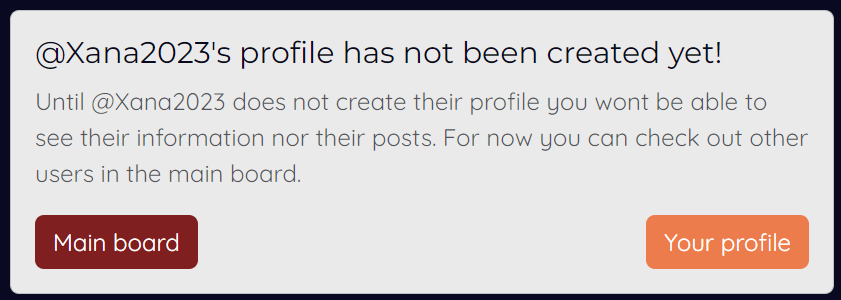 @Xana2023's profile has not been created yet!
Until @Xana2023 does not create their profile you wont be able to
see their information nor their posts. For now you can check out other
users in the main board.
Main board
Your profile